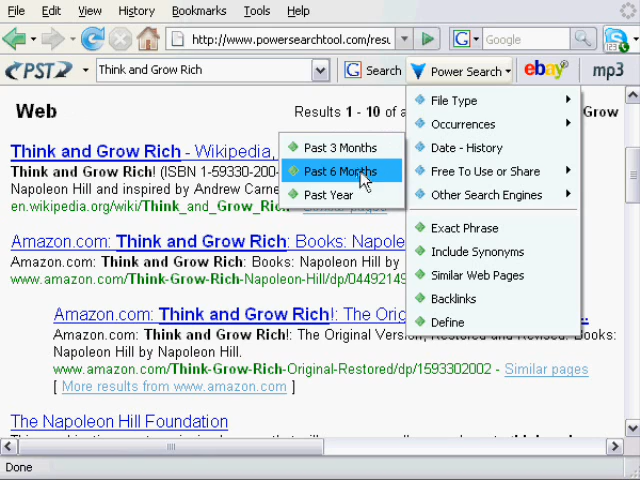 File Edit View History Bookmarks Tools Help
http://www.powersearchtool.com/resu
G Google
123
PST2 Think and Grow Rich G Search Power Search ebay mp3
Web Results 1 - 10 of a Grow
Think and Grow Rich - Wikipedia,
Think and Grow Rich! (ISBN 1-59330-200-
Napoleon Hill and inspired by Andrew Carne
en.wikipedia.org/wiki/Think_and_Grow_Rich - Similar pages
Past 3 Months
Past 6 Months
Past Year
File Type
Occurrences
Date - History
Free To Use or Share
Other Search Engines
Exact Phrase
Include Synonyms
Similar Web Pages
Backlinks
Define
Amazon.com: Think and Grow Rich: Books: Napole
Amazon.com: Think and Grow Rich: Books: Napoleon Hill
www.amazon.com/Think-Grow-Rich-Napoleon-Hill/dp/04492149
Amazon.com: Think and Grow Rich!: The Orig
Amazon.com: Think and Grow Rich!: The Original Version, Restored and Revised: Books:
Napoleon Hill by Napoleon Hill.
www.amazon.com/Think-Grow-Rich-Original-Restored/dp/1593302002 - Similar pages
[ More results from www.amazon.com ]
The Napoleon Hill Foundation
Done